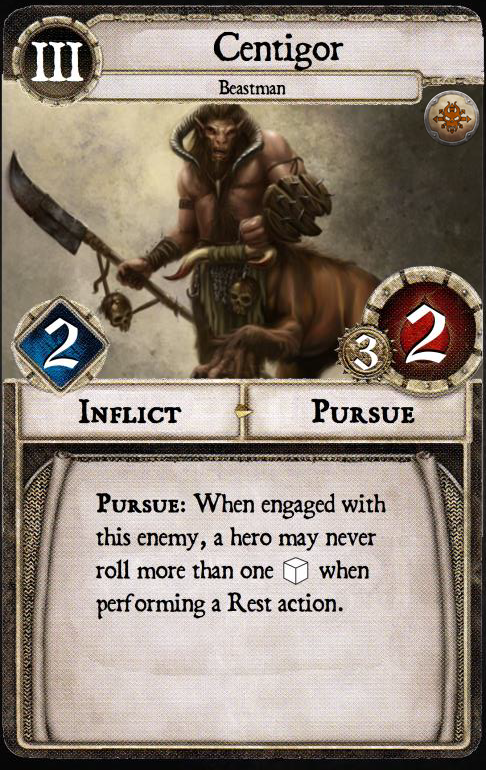 III
Centigor
Beastman
2
3
2
INFLICT
PURSUE
PURSUE: When engaged with
this enemy, a hero may never
roll more than one when
performing a Rest action.